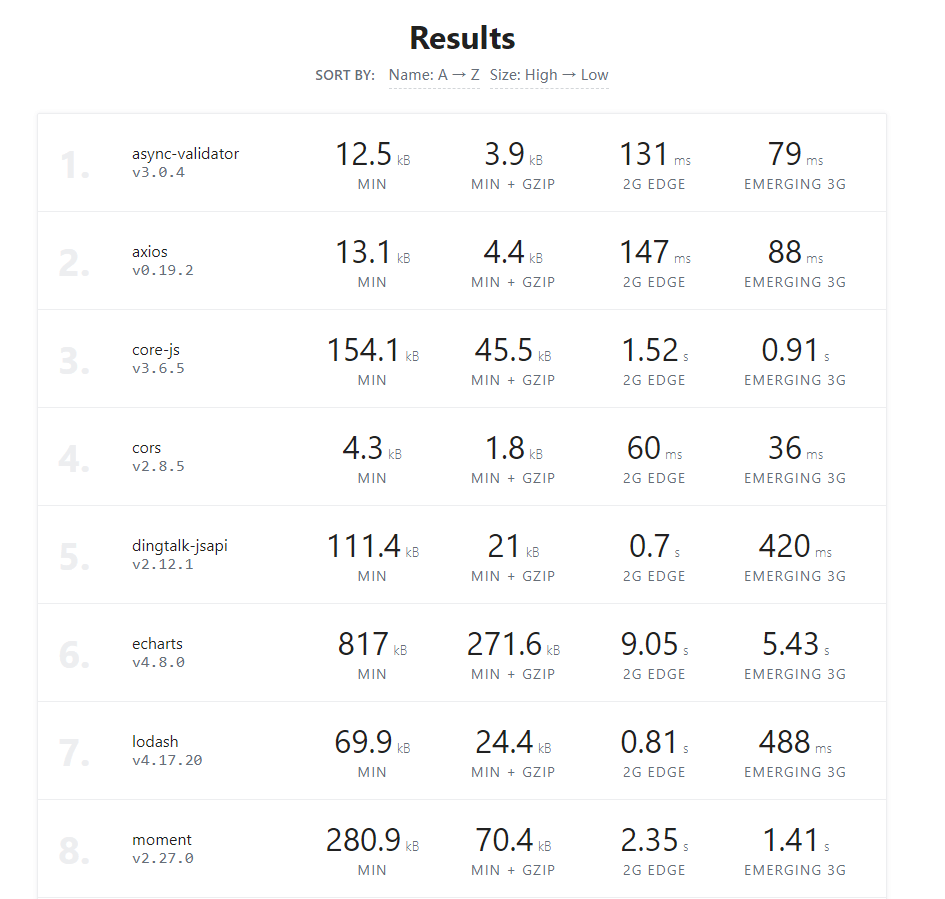 Results
SORT BY: Name: A → Z Size: High → Low
1. async-validator v3.0.4 12.5 kB 3.9 kB 131 ms 79 ms
MIN MIN + GZIP 2G EDGE EMERGING 3G
2. axios v0.19.2 13.1 kB 4.4 kB 147 ms 88 ms
MIN MIN + GZIP 2G EDGE EMERGING 3G
3. core-js v3.6.5 154.1 kB 45.5 kB 1.52 s 0.91 s
MIN MIN + GZIP 2G EDGE EMERGING 3G
4. cors v2.8.5 4.3 kB 1.8 kB 60 ms 36 ms
MIN MIN + GZIP 2G EDGE EMERGING 3G
5. dingtalk-jsapi v2.12.1 111.4 kB 21 kB 0.7 s 420 ms
MIN MIN + GZIP 2G EDGE EMERGING 3G
6. echarts v4.8.0 817 kB 271.6 kB 9.05 s 5.43 s
MIN MIN + GZIP 2G EDGE EMERGING 3G
7. lodash v4.17.20 69.9 kB 24.4 kB 0.81 s 488 ms
MIN MIN + GZIP 2G EDGE EMERGING 3G
8. moment v2.27.0 280.9 kB 70.4 kB 2.35 s 1.41 s
MIN MIN + GZIP 2G EDGE EMERGING 3G